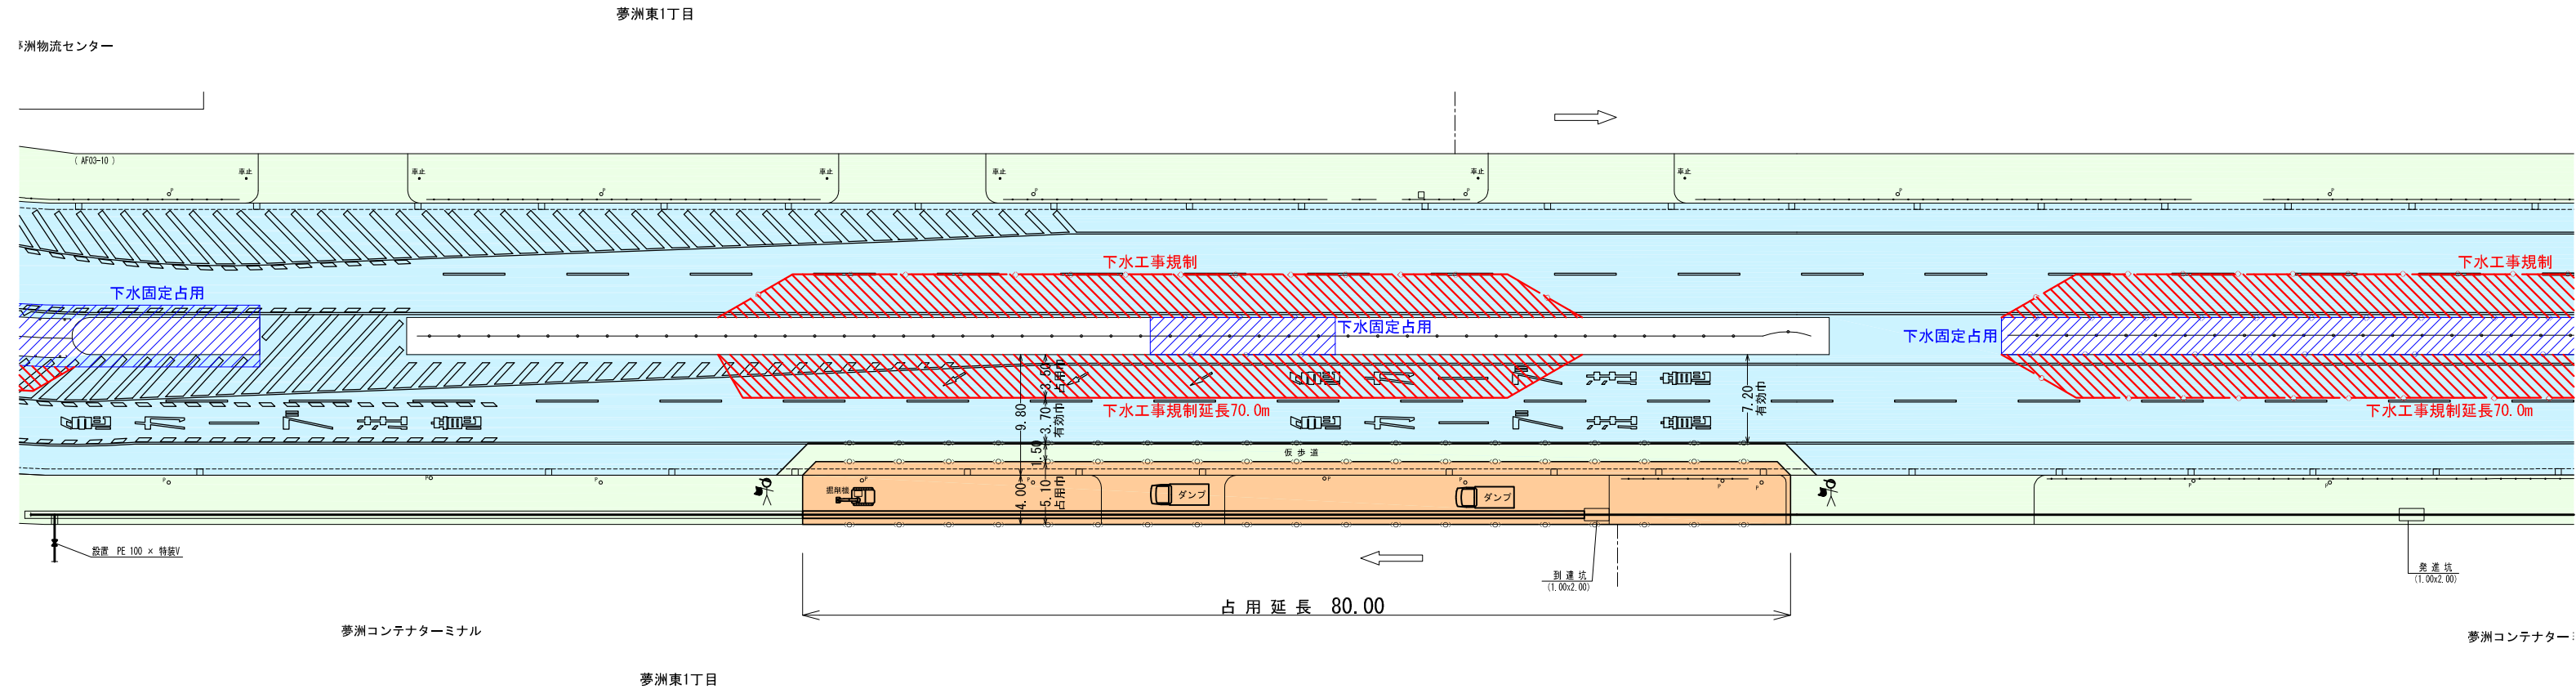 夢洲東1丁目
夢洲物流センター
( AF03-10 )
車止
車止
車止
車止
車止
車止
P
P
P
P
P
P
下水工事規制
下水工事規制
下水固定占用
下水固定占用
下水固定占用
3.50
占用巾
7.20
有効巾
9.80
3.70
有効巾
下水工事規制延長70.0m
下水工事規制延長70.0m
1.50
仮歩道
P
P
P
P
P
P
P
P
P
P
P
掘削機
ダンプ
ダンプ
4.00
5.10
占用巾
設置 PE 100 × 特装V
到達坑
(1.00x2.00)
発進坑
(1.00x2.00)
占用延長 80.00
夢洲コンテナターミナル
夢洲コンテナター
夢洲東1丁目